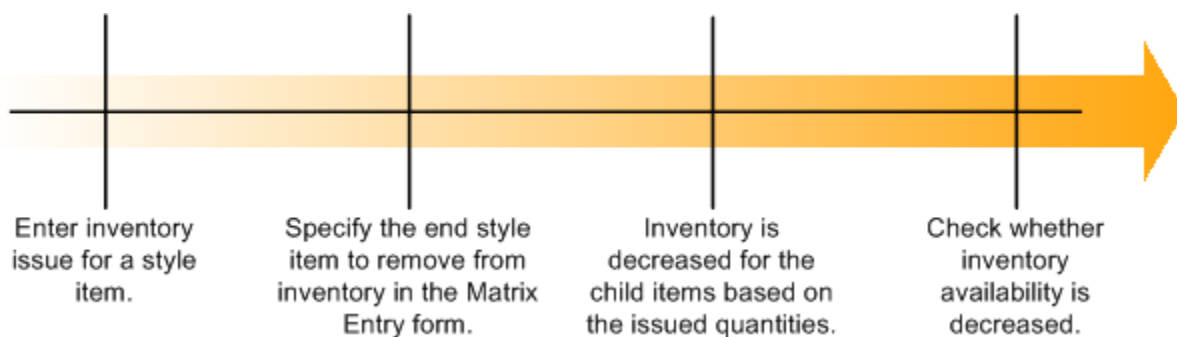 Enter inventory
issue for a style
item.
Specify the end style
item to remove from
inventory in the Matrix
Entry form.
Inventory is
decreased for the
child items based on
the issued quantities.
Check whether
inventory
availability is
decreased.